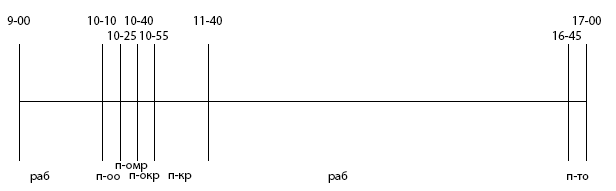 9-00 10-10 10-40 11-40 17-00
10-25 10-55 16-45
п-омр
раб п-оо п-окр п-кр раб п-то